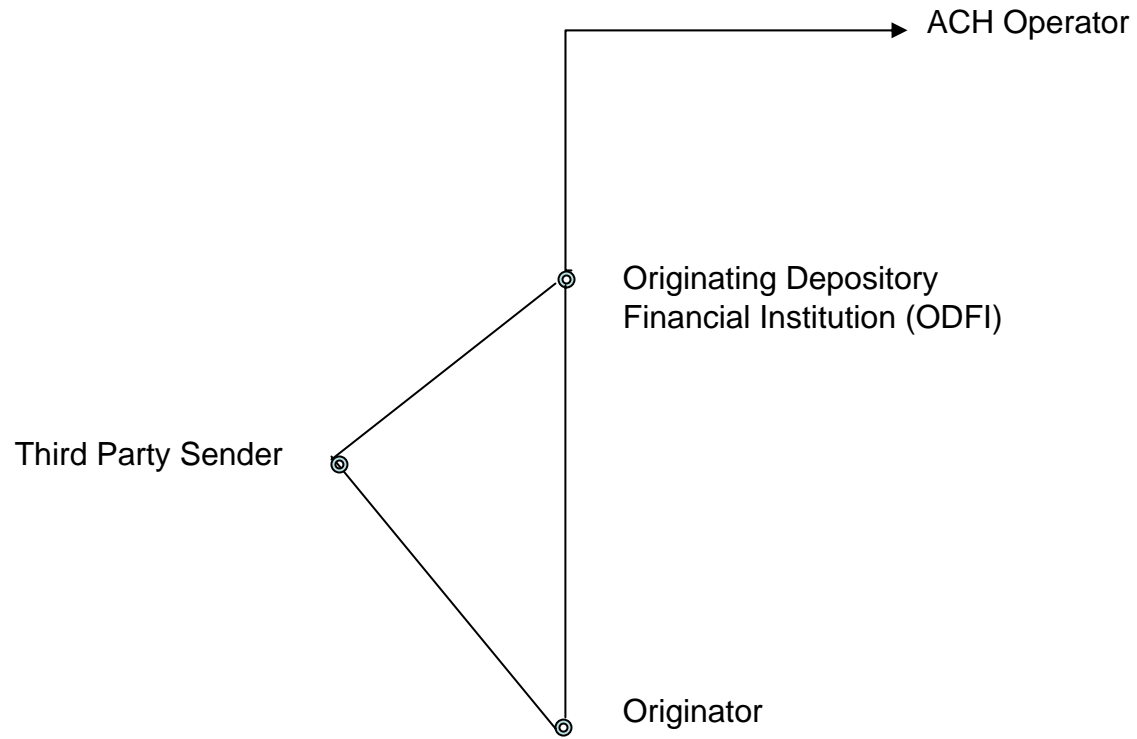 ACH Operator
Originating Depository
Financial Institution (ODFI)
Third Party Sender
Originator